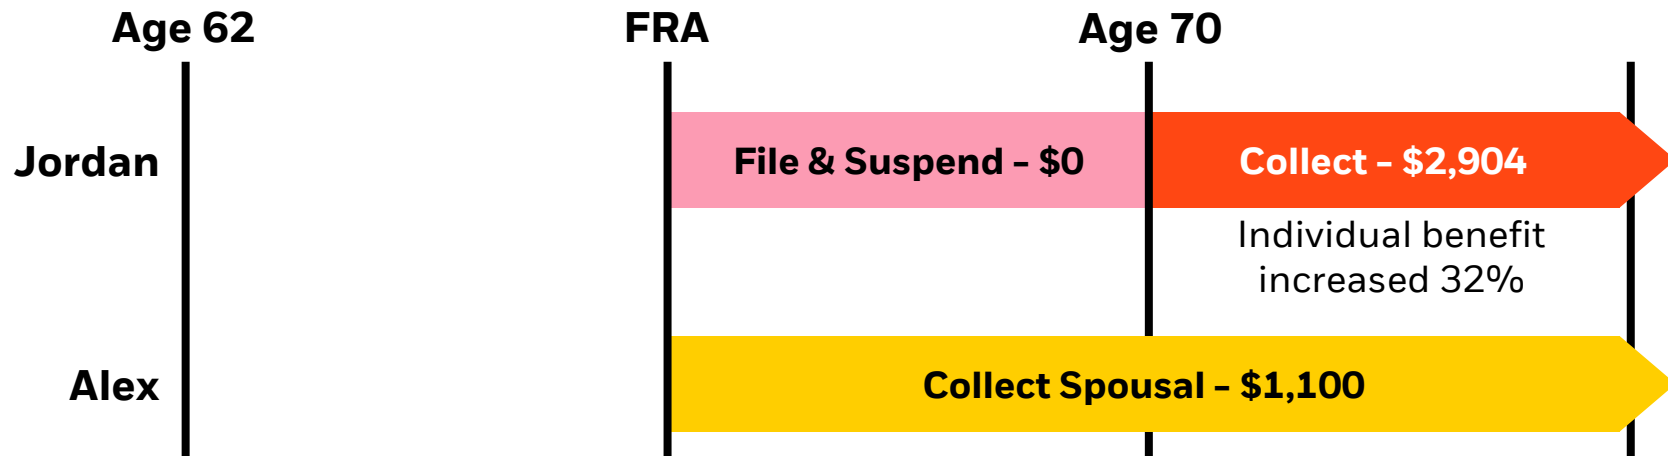 Age 62
FRA
Age 70
Jordan
File & Suspend – $0
Collect – $2,904
Individual benefit
increased 32%
Alex
Collect Spousal – $1,100